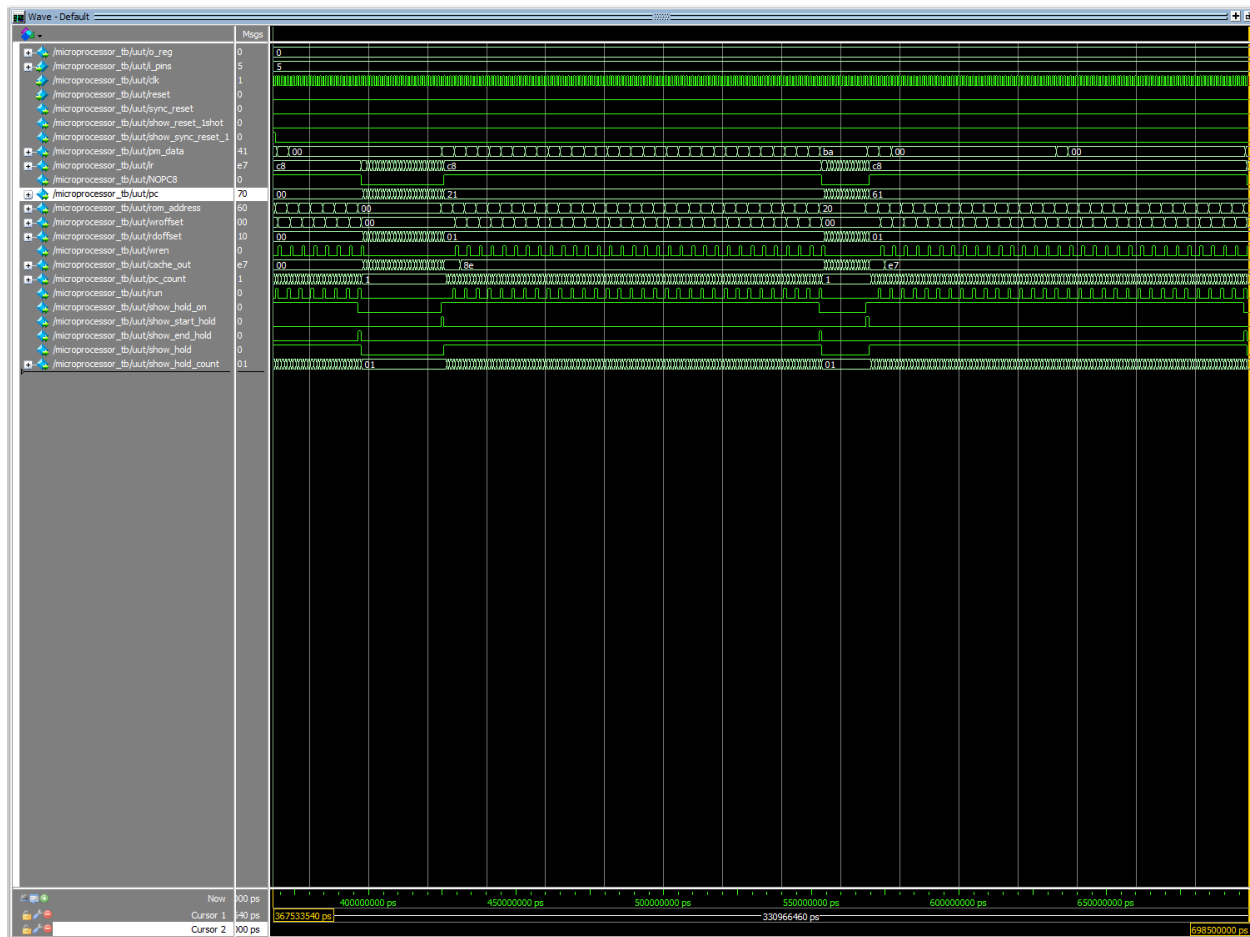 Wave - Default
Msgs
/microprocessor_tb/uut/o_reg 0 0
/microprocessor_tb/uut/i_pins 5 5
/microprocessor_tb/uut/clk 1
/microprocessor_tb/uut/reset 0
/microprocessor_tb/uut/sync_reset 0
/microprocessor_tb/uut/show_reset_1shot 0
/microprocessor_tb/uut/show_sync_reset_1 0
/microprocessor_tb/uut/pm_data 41 00 ba 00 00
/microprocessor_tb/uut/ir e7 c8 c8 c8
/microprocessor_tb/uut/NOPC8 0
/microprocessor_tb/uut/pc 70 00 21 61
/microprocessor_tb/uut/rom_address 60 00 20
/microprocessor_tb/uut/wroffset 00 00 00
/microprocessor_tb/uut/rdoffset 10 00 01 01
/microprocessor_tb/uut/wren 0
/microprocessor_tb/uut/cache_out e7 00 8e e7
/microprocessor_tb/uut/pc_count 1 1 1
/microprocessor_tb/uut/run 0
/microprocessor_tb/uut/show_hold_on 0
/microprocessor_tb/uut/show_start_hold 0
/microprocessor_tb/uut/show_end_hold 0
/microprocessor_tb/uut/show_hold 0
/microprocessor_tb/uut/show_hold_count 01 01 01
Now 000 ps 400000000 ps 450000000 ps 500000000 ps 550000000 ps 600000000 ps 650000000 ps
Cursor 1 540 ps 367533540 ps 330966460 ps
Cursor 2 000 ps 698500000 ps